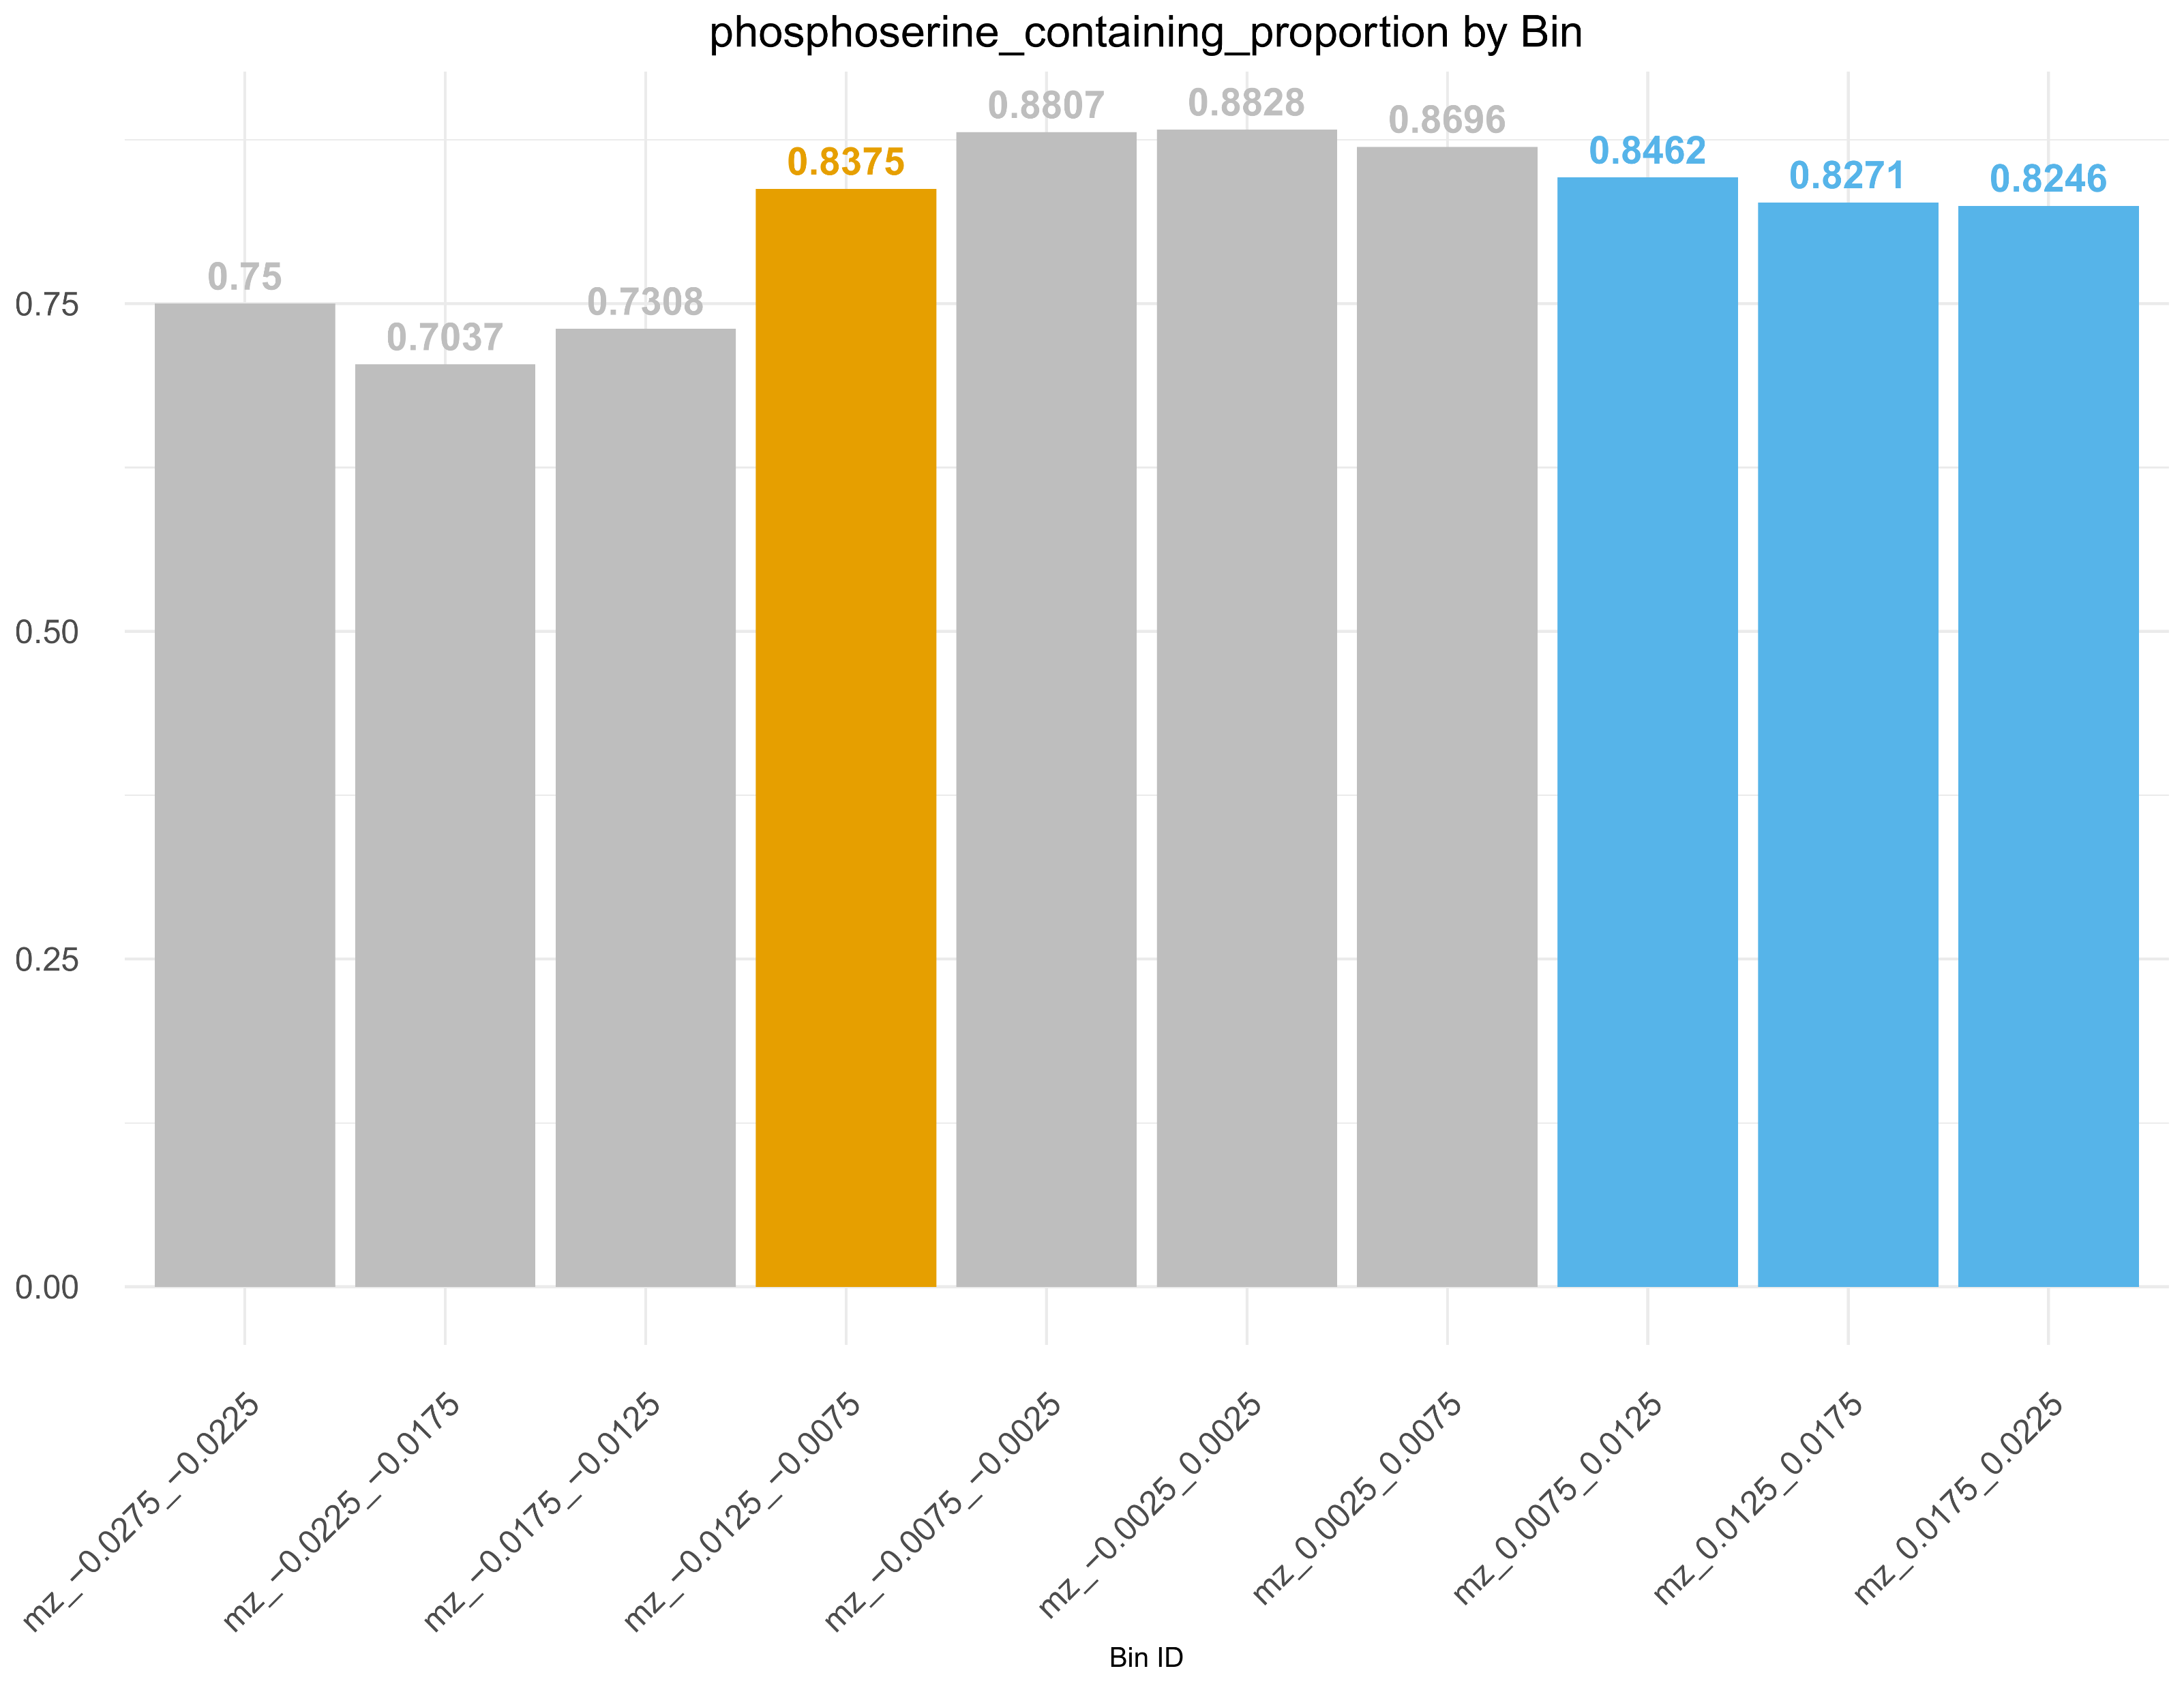 phosphoserine_containing_proportion by Bin
0.8807
0.8828
0.8696
0.8462
0.8375
0.8271
0.8246
0.75
0.7308
0.7037
0.75
0.50
0.25
0.00
mz_−0.0275_−0.0225
mz_−0.0225_−0.0175
mz_−0.0175_−0.0125
mz_−0.0125_−0.0075
mz_−0.0075_−0.0025
mz_−0.0025_0.0025
mz_0.0025_0.0075
mz_0.0075_0.0125
mz_0.0125_0.0175
mz_0.0175_0.0225
Bin ID